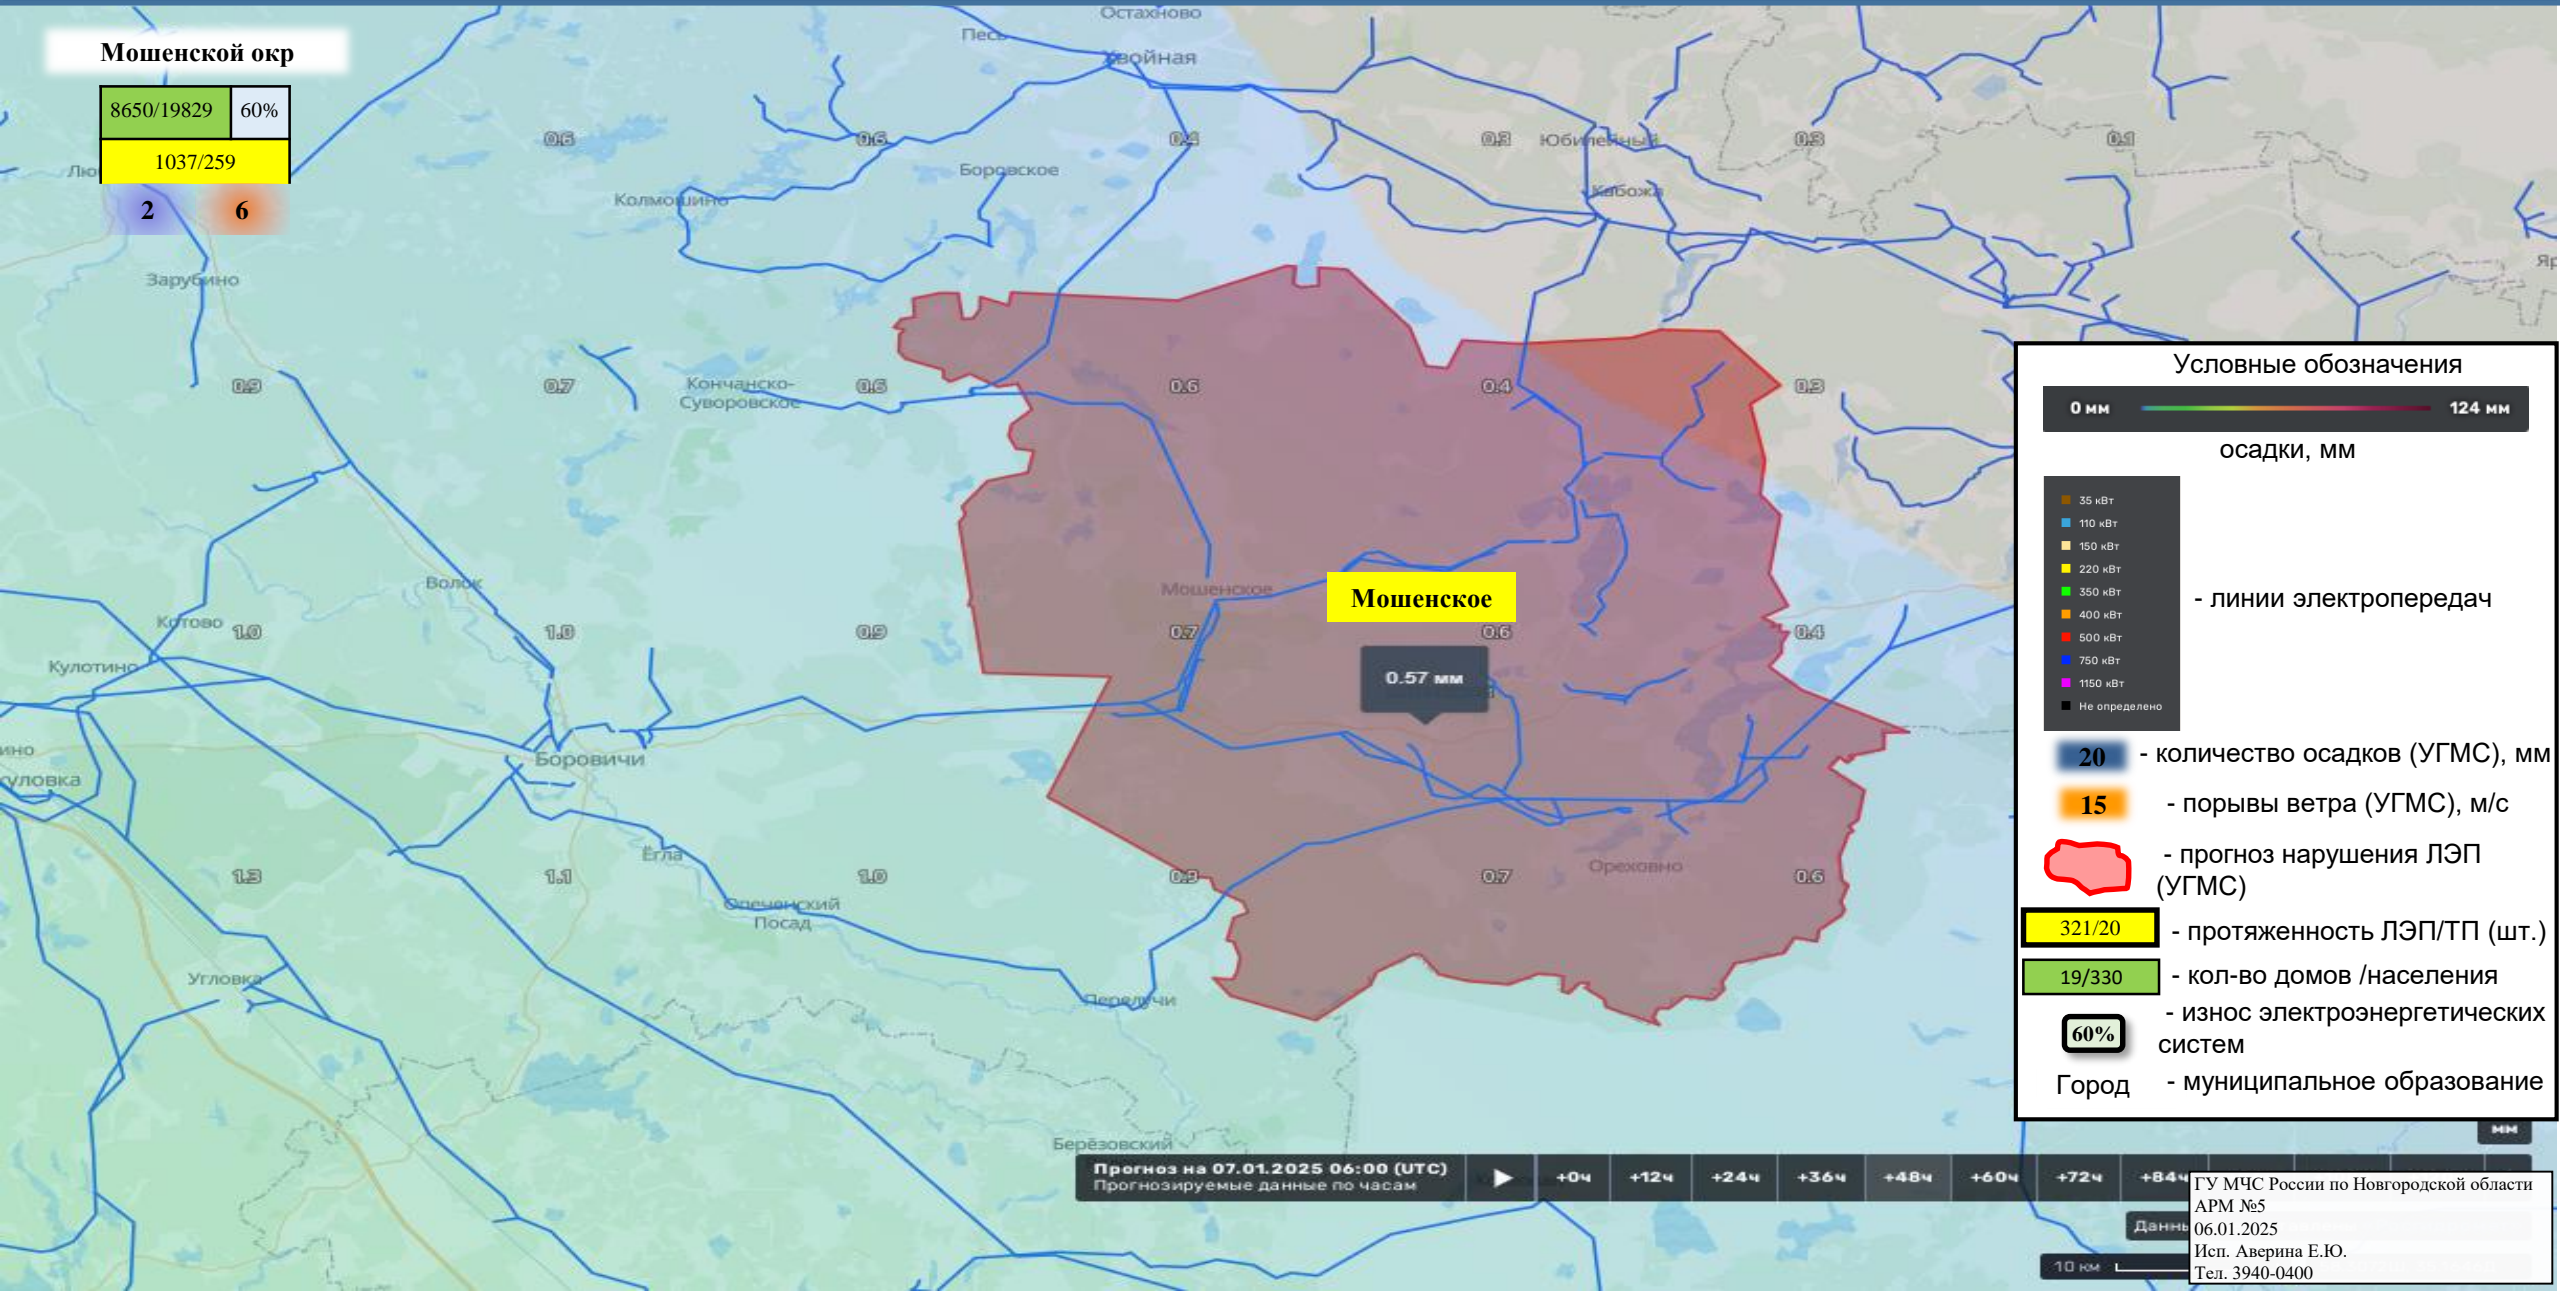 Мошенской окр
8650/19829 60%
1037/259
2 6
Остахново
Песь
Хвойная
0.6 0.6 0.4 0.3 Юбилейный 0.3 0.1
Боровское
Колмошино
Кабожа
Зарубино
0.9 0.7 Кончанско-
Суворовское 0.6 0.6 0.4 0.3
Волок
Мошенское
Мошенское
Котово 1.0 1.0 0.9 0.7 0.6 0.4
Кулотино
0.57 мм
Боровичи
Ёгла
1.3 1.1 1.0 0.9 0.7 Ореховно 0.6
Опеченский
Посад
Угловка
Передучи
Берёзовский
Условные обозначения
0 мм 124 мм
осадки, мм
35 кВт
110 кВт
150 кВт
220 кВт
350 кВт
400 кВт
500 кВт
750 кВт
1150 кВт
Не определено
- линии электропередач
20 - количество осадков (УГМС), мм
15 - порывы ветра (УГМС), м/с
- прогноз нарушения ЛЭП
(УГМС)
321/20 - протяженность ЛЭП/ТП (шт.)
19/330 - кол-во домов /населения
60% - износ электроэнергетических
систем
Город - муниципальное образование
мм
Прогноз на 07.01.2025 06:00 (UTC)
Прогнозируемые данные по часам
+0ч +12ч +24ч +36ч +48ч +60ч +72ч +84ч
10 км
ГУ МЧС России по Новгородской области
АРМ №5
06.01.2025
Исп. Аверина Е.Ю.
Тел. 3940-0400